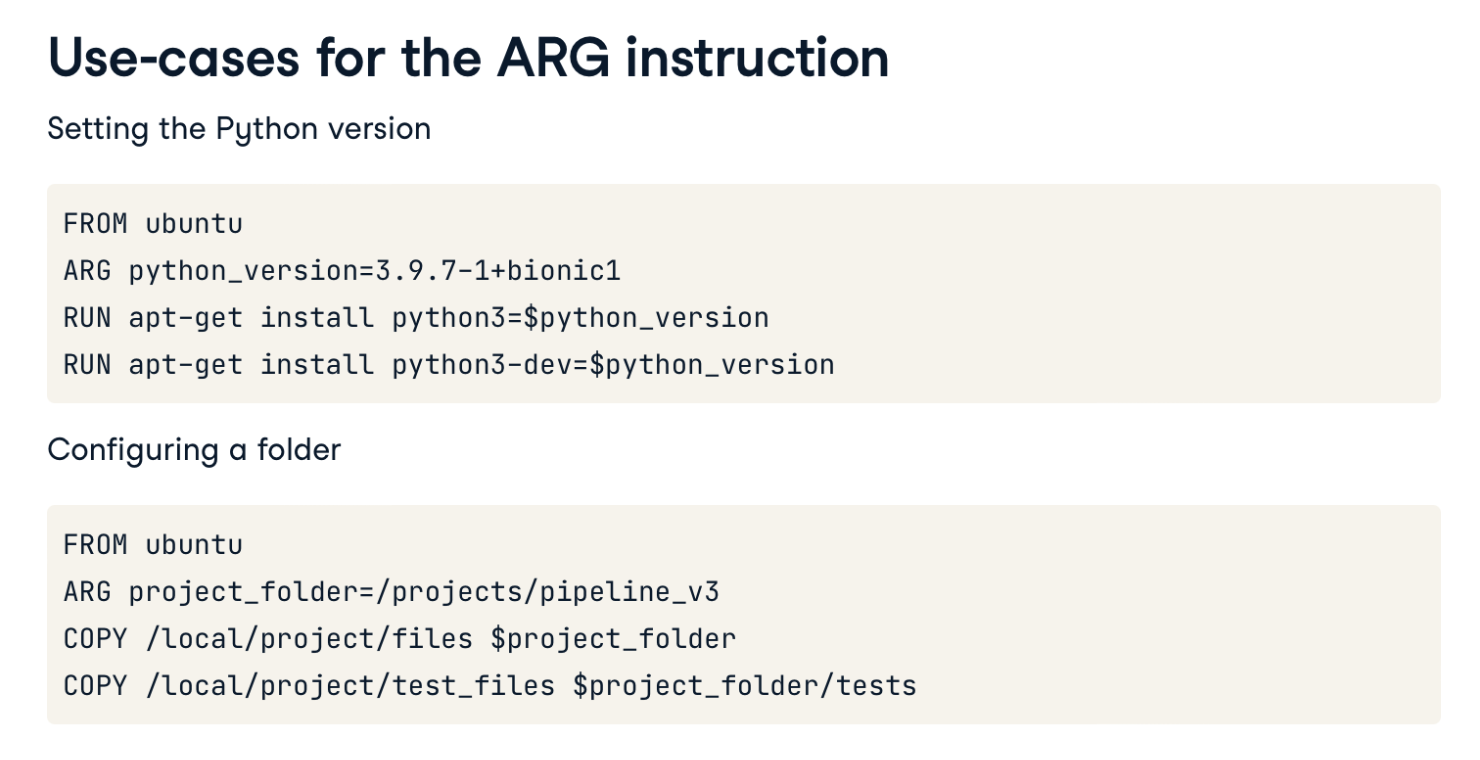 Use-cases for the ARG instruction
Setting the Python version
FROM ubuntu
ARG python_version=3.9.7-1+bionic1
RUN apt-get install python3=$python_version
RUN apt-get install python3-dev=$python_version
Configuring a folder
FROM ubuntu
ARG project_folder=/projects/pipeline_v3
COPY /local/project/files $project_folder
COPY /local/project/test_files $project_folder/tests